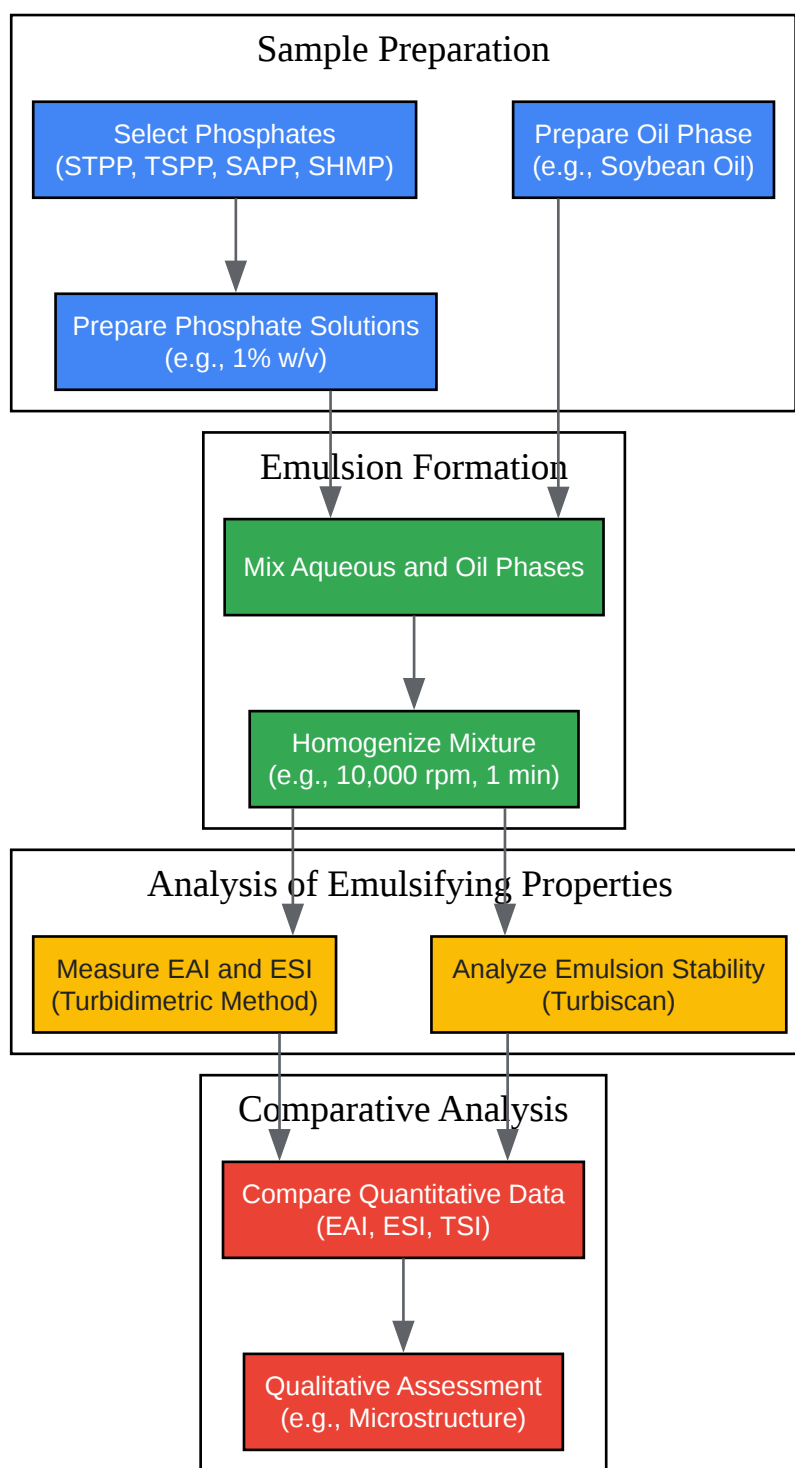 Sample Preparation
Select Phosphates
(STPP, TSPP, SAPP, SHMP)
Prepare Oil Phase
(e.g., Soybean Oil)
Prepare Phosphate Solutions
(e.g., 1% w/v)
Emulsion Formation
Mix Aqueous and Oil Phases
Homogenize Mixture
(e.g., 10,000 rpm, 1 min)
Analysis of Emulsifying Properties
Measure EAI and ESI
(Turbidimetric Method)
Analyze Emulsion Stability
(Turbiscan)
Comparative Analysis
Compare Quantitative Data
(EAI, ESI, TSI)
Qualitative Assessment
(e.g., Microstructure)